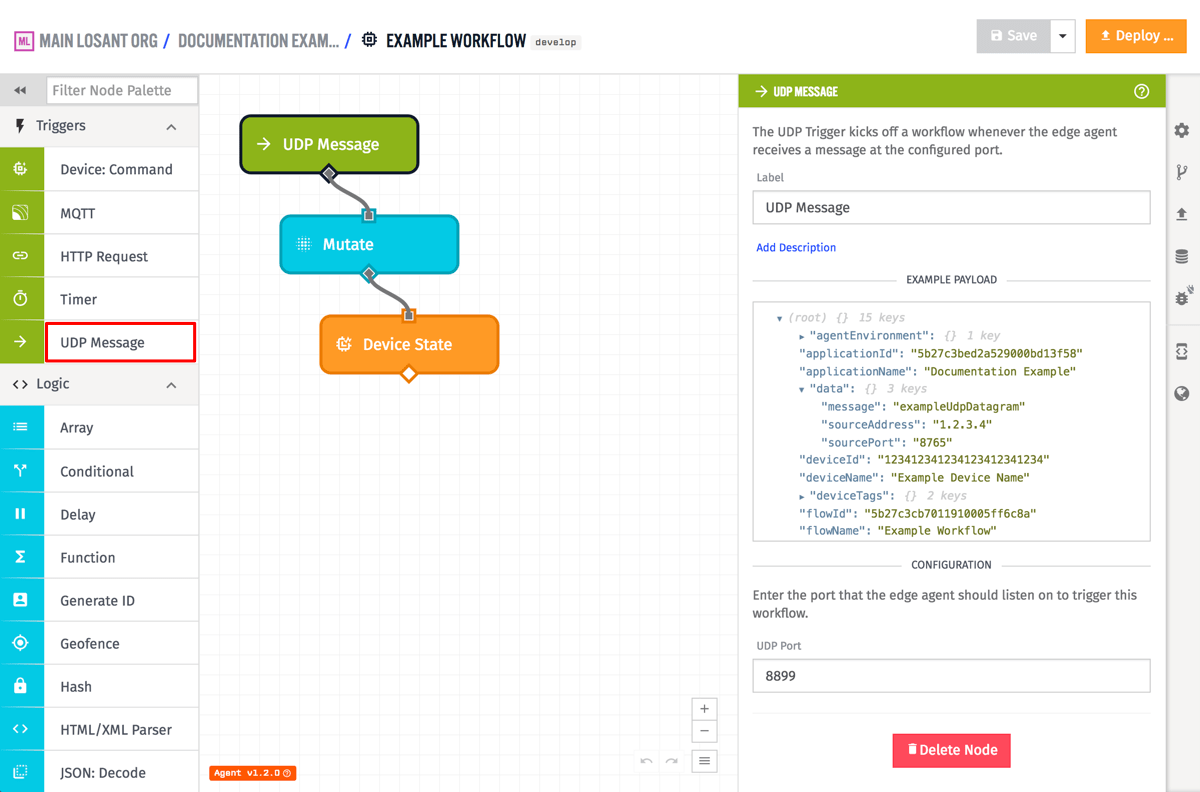 ML MAIN LOSANT ORG / DOCUMENTATION EXAM... / EXAMPLE WORKFLOW develop
Save
Deploy ...
Filter Node Palette
Triggers
Device: Command
MQTT
HTTP Request
Timer
UDP Message
Logic
Array
Conditional
Delay
Function
Generate ID
Geofence
Hash
HTML/XML Parser
JSON: Decode
UDP Message
Mutate
Device State
Agent v1.2.0
UDP MESSAGE
The UDP Trigger kicks off a workflow whenever the edge agent
receives a message at the configured port.
Label
UDP Message
Add Description
EXAMPLE PAYLOAD
(root) {} 15 keys
"agentEnvironment": {} 1 key
"applicationId": "5b27c3bed2a529000bd13f58"
"applicationName": "Documentation Example"
"data": {} 3 keys
"message": "exampleUdpDatagram"
"sourceAddress": "1.2.3.4"
"sourcePort": "8765"
"deviceId": "123412341234123412341234"
"deviceName": "Example Device Name"
"deviceTags": {} 2 keys
"flowId": "5b27c3cb7011910005ff6c8a"
"flowName": "Example Workflow"
CONFIGURATION
Enter the port that the edge agent should listen on to trigger this
workflow.
UDP Port
8899
Delete Node